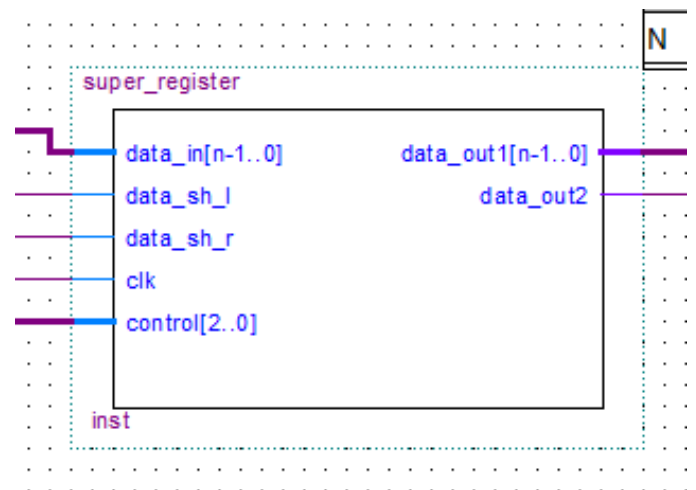 N
super_register
data_in[n-1..0] data_out1[n-1..0]
data_sh_l data_out2
data_sh_r
clk
control[2..0]
inst